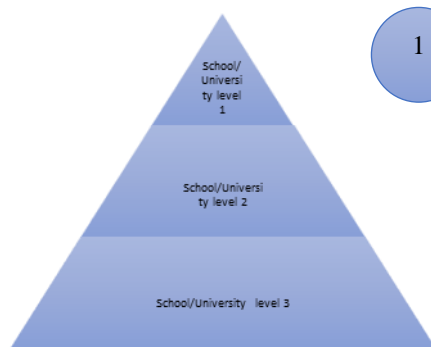 1
School/
Universi
ty level
1
School/Universi
ty level 2
School/University level 3